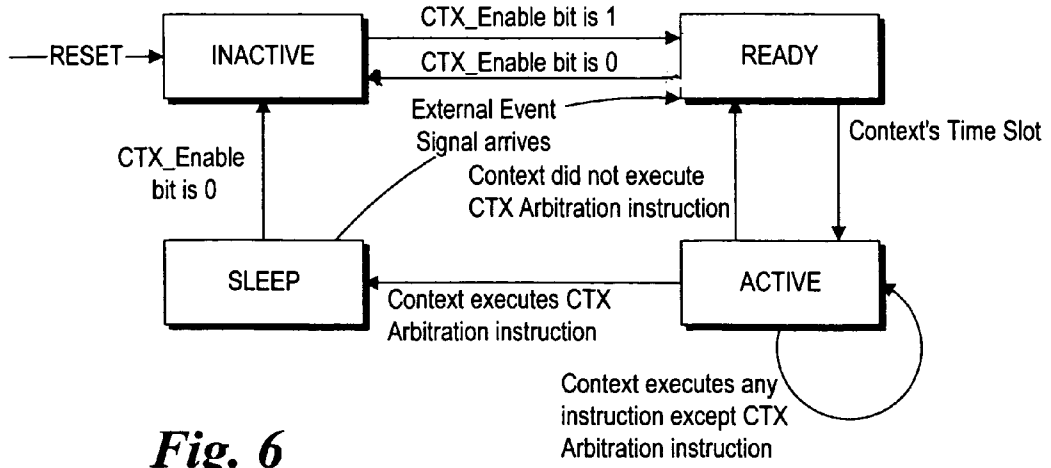 CTX_Enable bit is 1
RESET
INACTIVE
READY
CTX_Enable bit is 0
External Event
Signal arrives
Context's Time Slot
CTX_Enable
bit is 0
Context did not execute
CTX Arbitration instruction
SLEEP
ACTIVE
Context executes CTX
Arbitration instruction
Context executes any
instruction except CTX
Arbitration instruction
Fig. 6